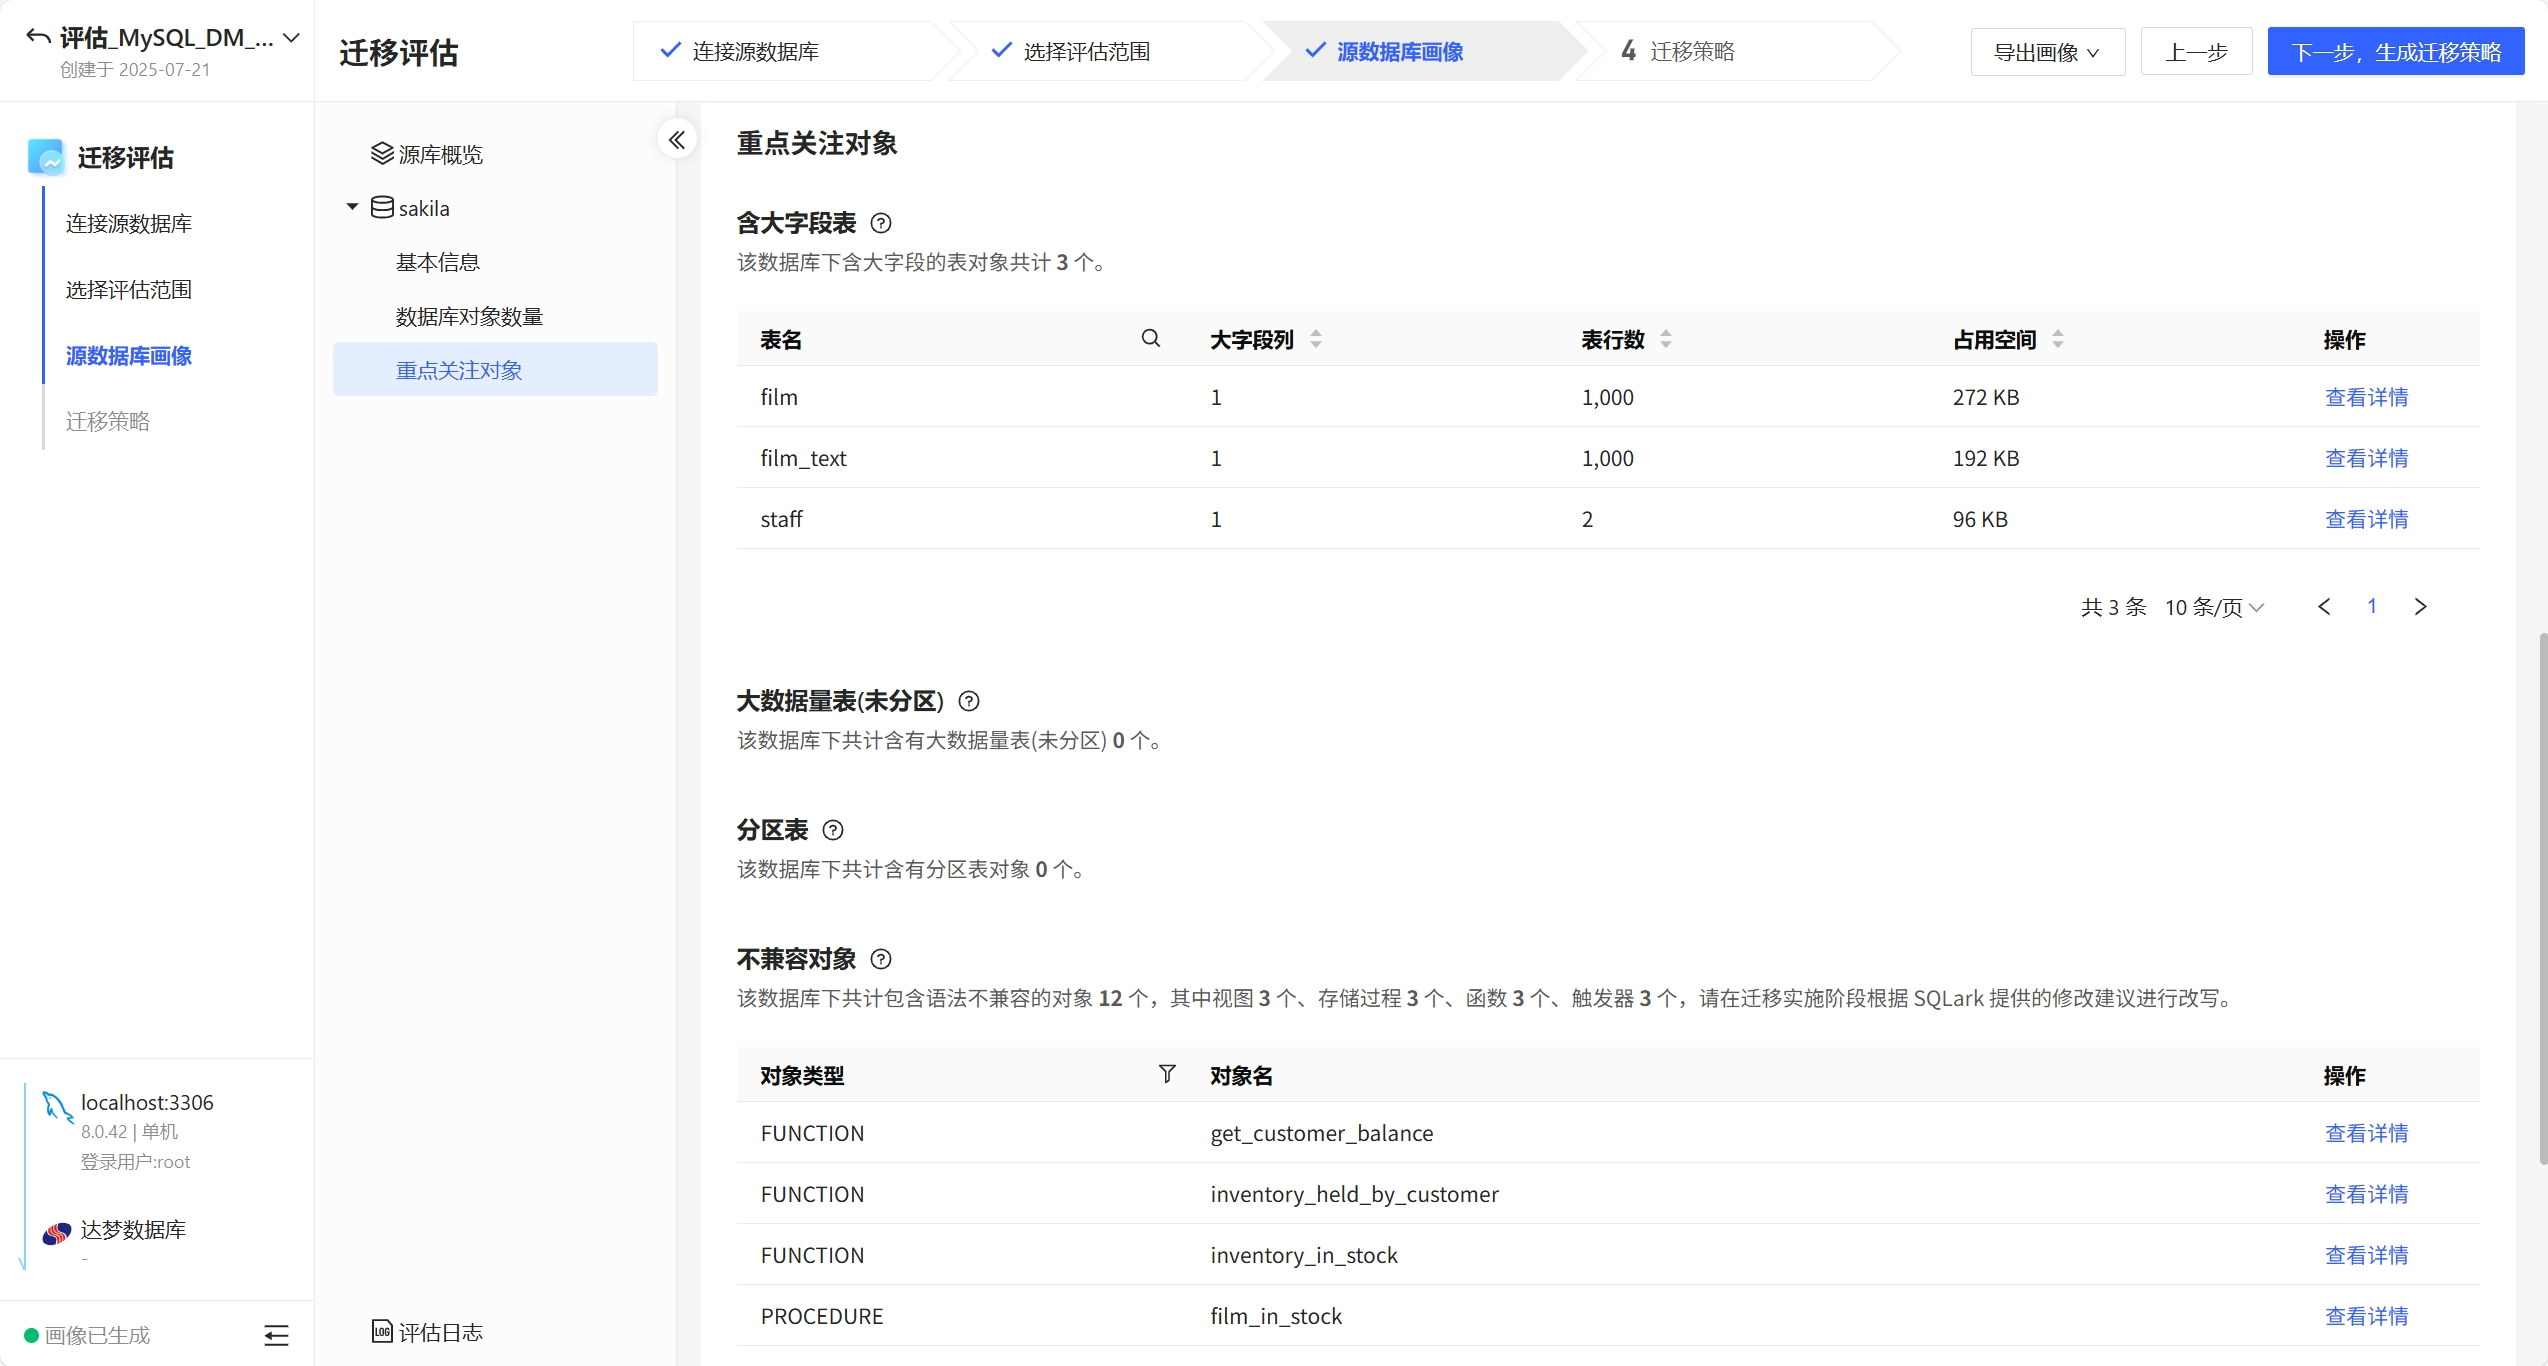 评估_MySQL_DM_...
创建于 2025-07-21
迁移评估
连接源数据库
选择评估范围
源数据库画像
4 迁移策略
导出画像
上一步
下一步，生成迁移策略
迁移评估
连接源数据库
选择评估范围
源数据库画像
迁移策略
localhost:3306
8.0.42 | 单机
登录用户:root
达梦数据库
-
画像已生成
源库概览
sakila
基本信息
数据库对象数量
重点关注对象
LOG 评估日志
重点关注对象
含大字段表 ?
该数据库下含大字段的表对象共计 3 个。
表名 大字段列 表行数 占用空间 操作
film 1 1,000 272 KB 查看详情
film_text 1 1,000 192 KB 查看详情
staff 1 2 96 KB 查看详情
共 3 条 10 条/页 < 1 >
大数据量表(未分区) ?
该数据库下共计含有大数据量表(未分区) 0 个。
分区表 ?
该数据库下共计含有分区表对象 0 个。
不兼容对象 ?
该数据库下共计包含语法不兼容的对象 12 个，其中视图 3 个、存储过程 3 个、函数 3 个、触发器 3 个，请在迁移实施阶段根据 SQLark 提供的修改建议进行改写。
对象类型 对象名 操作
FUNCTION get_customer_balance 查看详情
FUNCTION inventory_held_by_customer 查看详情
FUNCTION inventory_in_stock 查看详情
PROCEDURE film_in_stock 查看详情